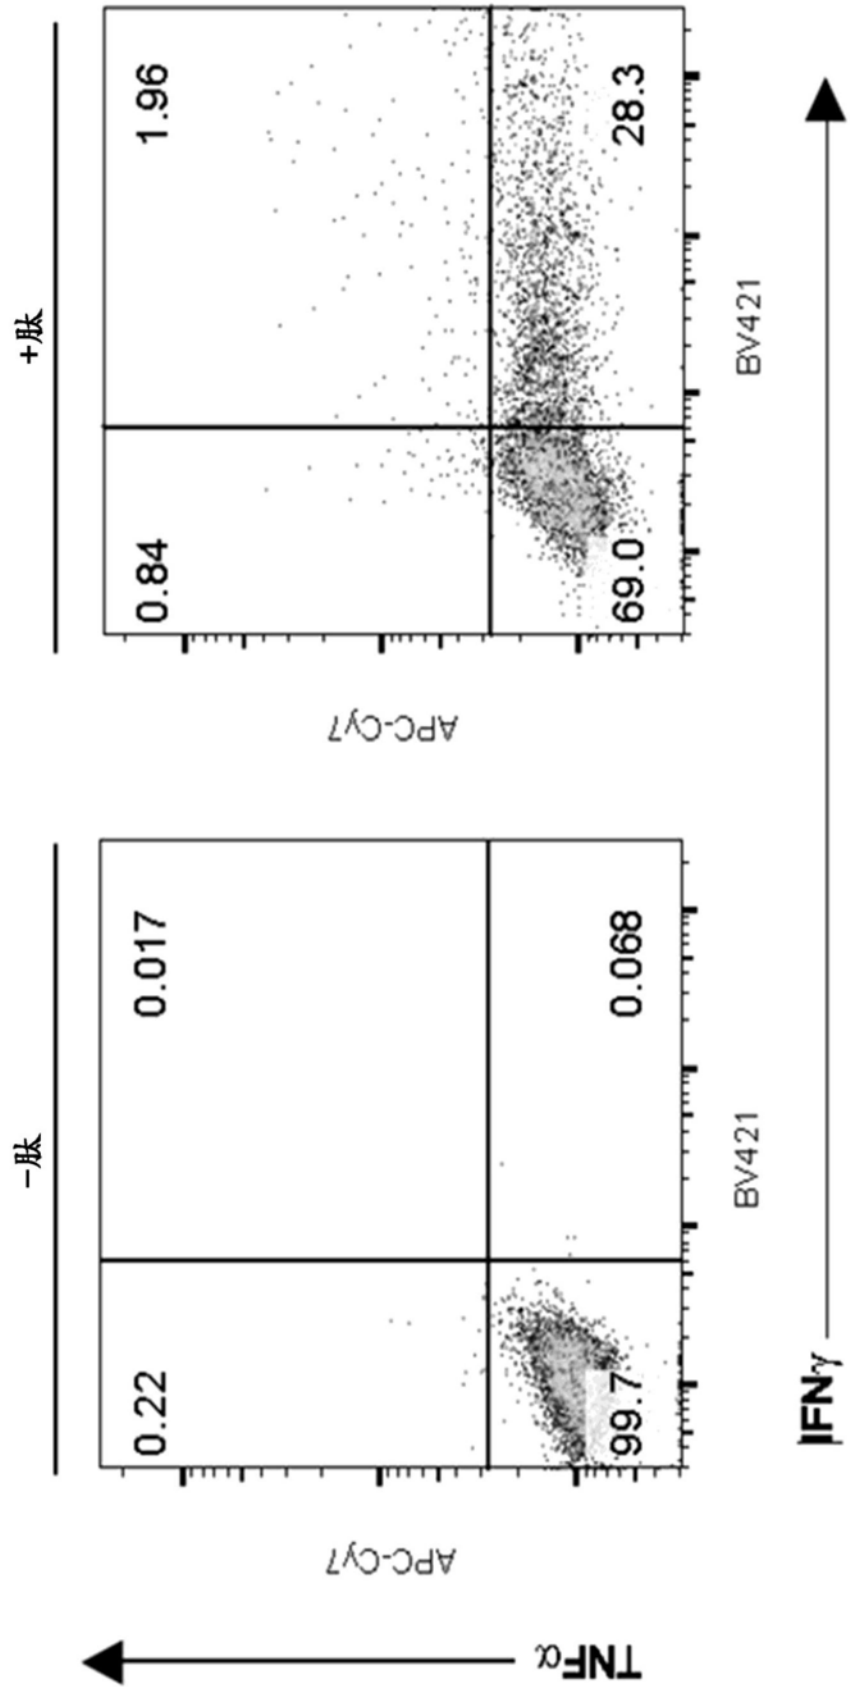 −肽
+肽
TNFα
APC-Cy7
0.22
0.017
99.7
0.068
BV421
APC-Cy7
0.84
1.96
69.0
28.3
BV421
IFNγ